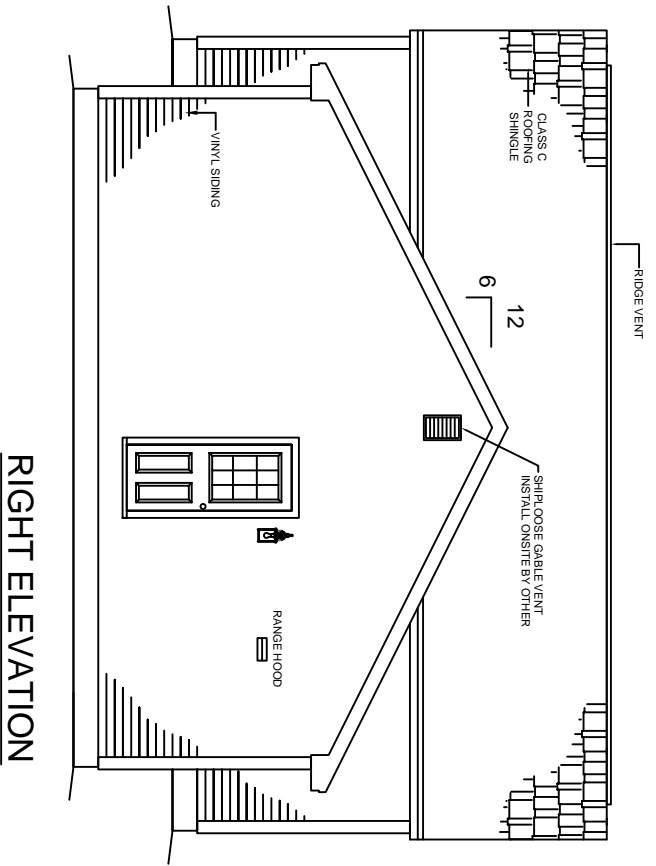 RIDGE VENT
CLASS C
ROOFING
SHINGLE
12
6
SHIPLOOSE GABLE VENT
INSTALL ONSITE BY OTHER
VINYL SIDING
RANGE HOOD
RIGHT ELEVATION